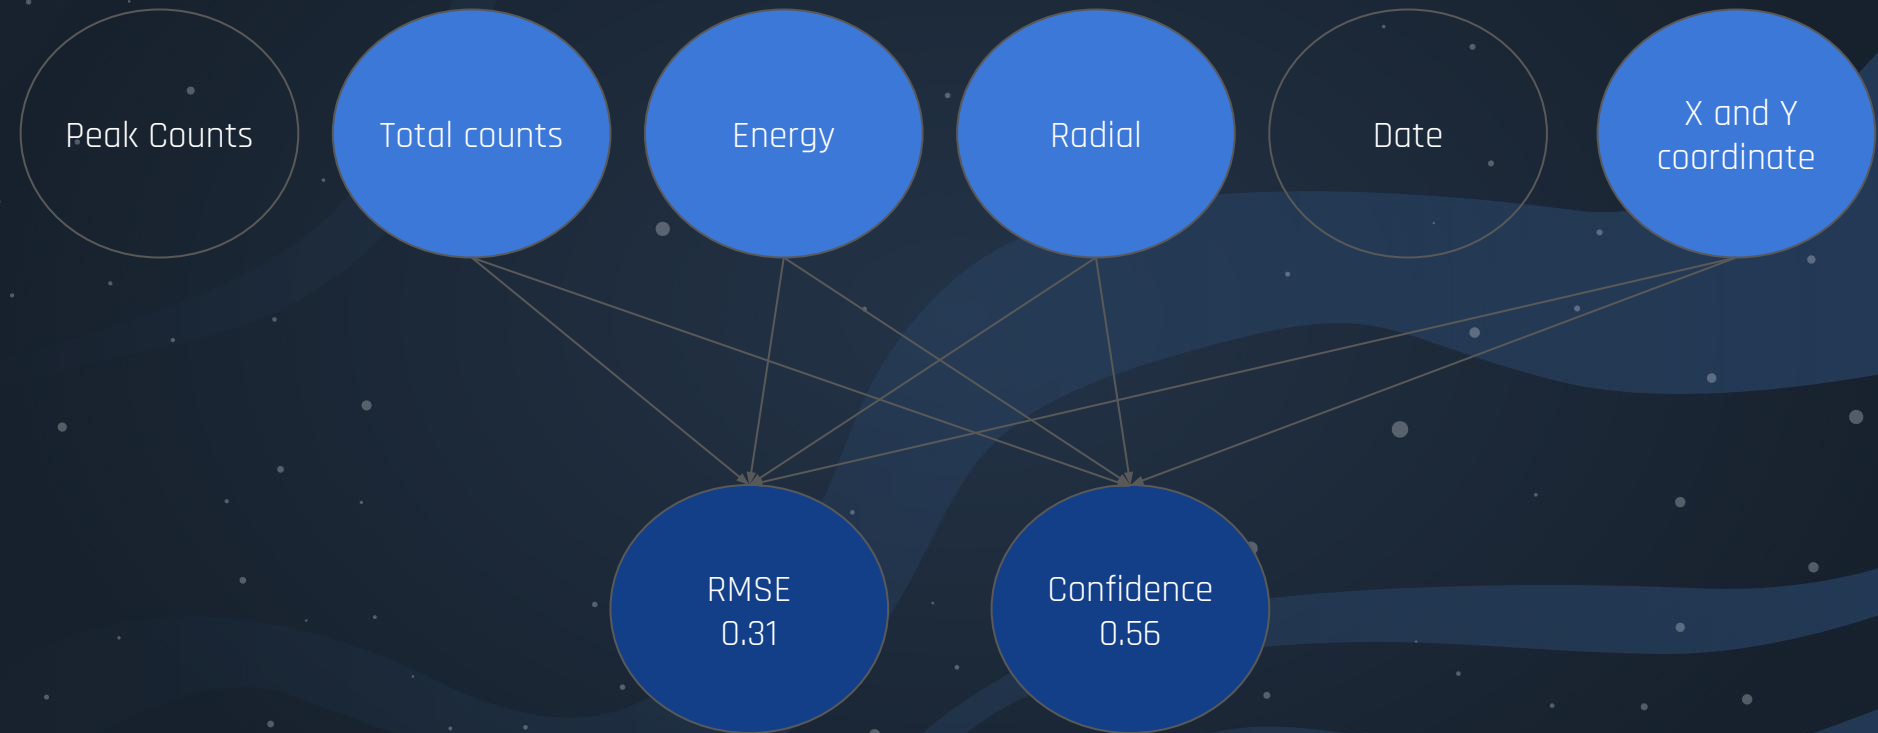 Peak Counts
Total counts
Energy
Radial
Date
X and Y
coordinate
RMSE
0.31
Confidence
0.56